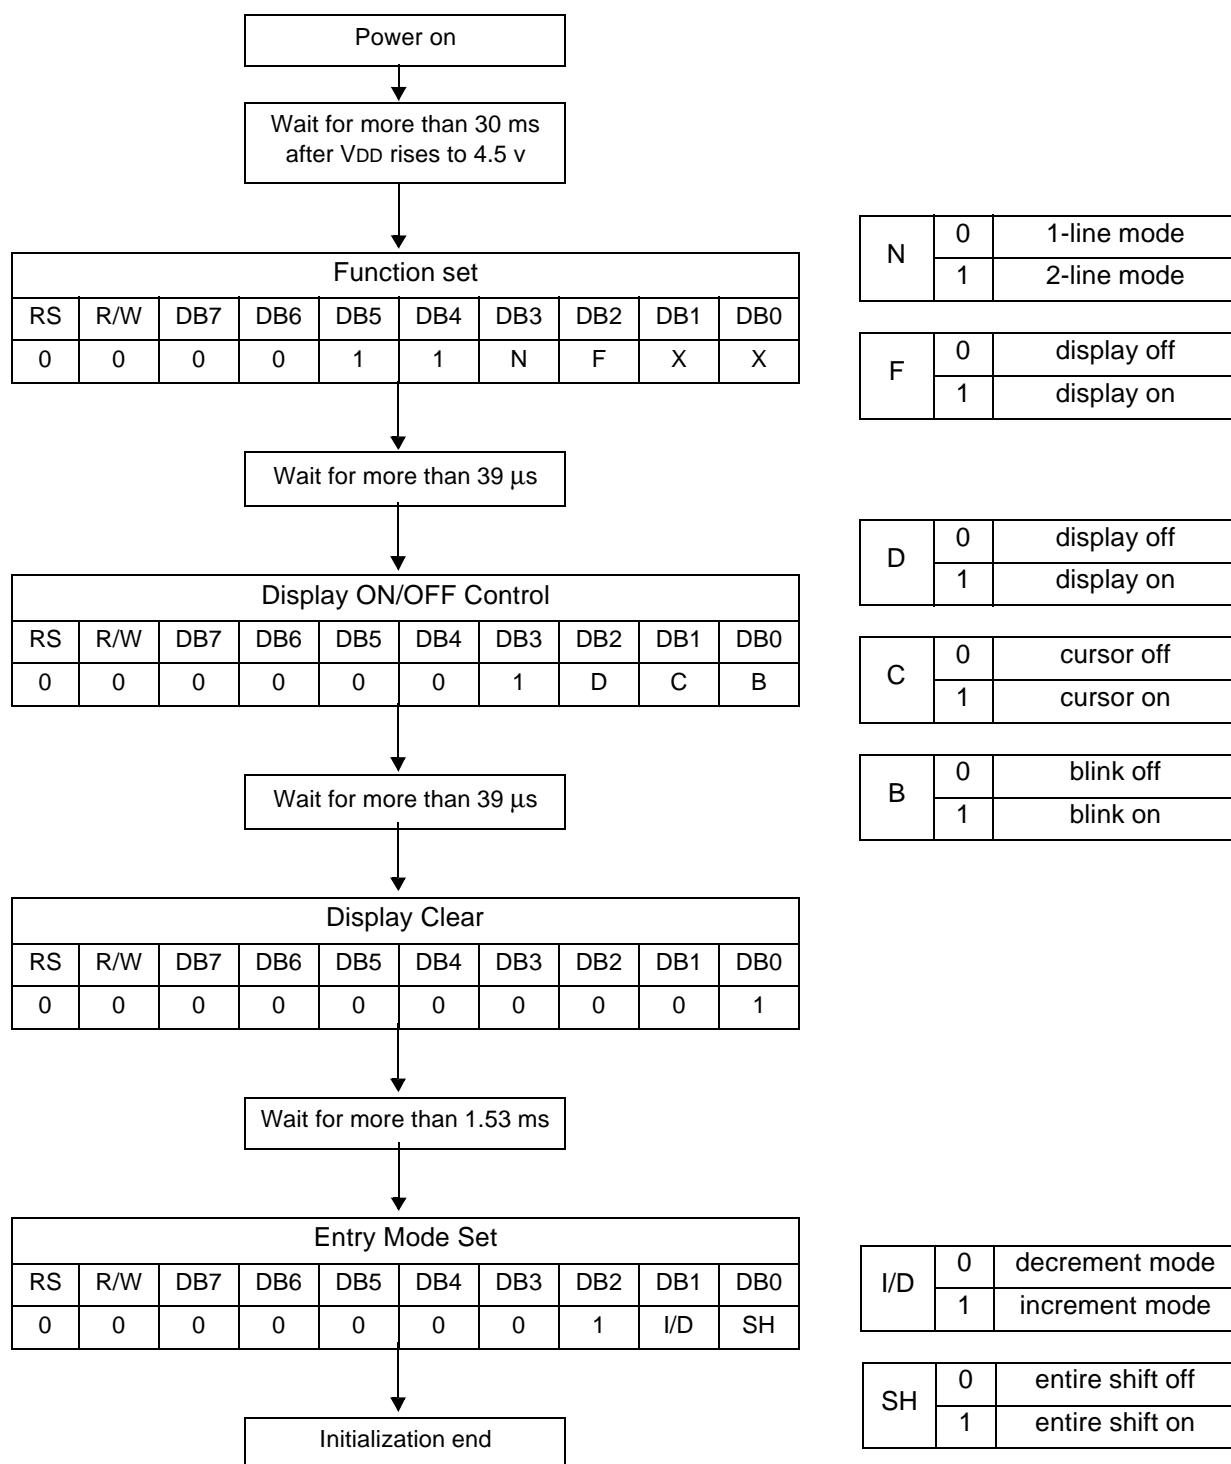 Power on
Wait for more than 30 ms
after VDD rises to 4.5 v
Function set
RS R/W DB7 DB6 DB5 DB4 DB3 DB2 DB1 DB0
0 0 0 0 1 1 N F X X
N 0 1-line mode
1 2-line mode
F 0 display off
1 display on
Wait for more than 39 μs
Display ON/OFF Control
RS R/W DB7 DB6 DB5 DB4 DB3 DB2 DB1 DB0
0 0 0 0 0 0 1 D C B
D 0 display off
1 display on
C 0 cursor off
1 cursor on
B 0 blink off
1 blink on
Wait for more than 39 μs
Display Clear
RS R/W DB7 DB6 DB5 DB4 DB3 DB2 DB1 DB0
0 0 0 0 0 0 0 0 0 1
Wait for more than 1.53 ms
Entry Mode Set
RS R/W DB7 DB6 DB5 DB4 DB3 DB2 DB1 DB0
0 0 0 0 0 0 0 1 I/D SH
I/D 0 decrement mode
1 increment mode
SH 0 entire shift off
1 entire shift on
Initialization end